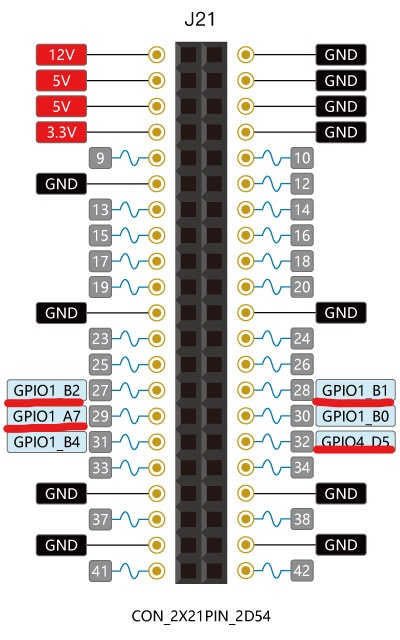 J21
12V GND
5V GND
5V GND
3.3V GND
9 10
GND 12
13 14
15 16
17 18
19 20
GND GND
23 24
25 26
GPIO1_B2 27 28 GPIO1_B1
GPIO1_A7 29 30 GPIO1_B0
GPIO1_B4 31 32 GPIO4_D5
33 34
GND GND
37 38
GND GND
41 42
CON_2X21PIN_2D54